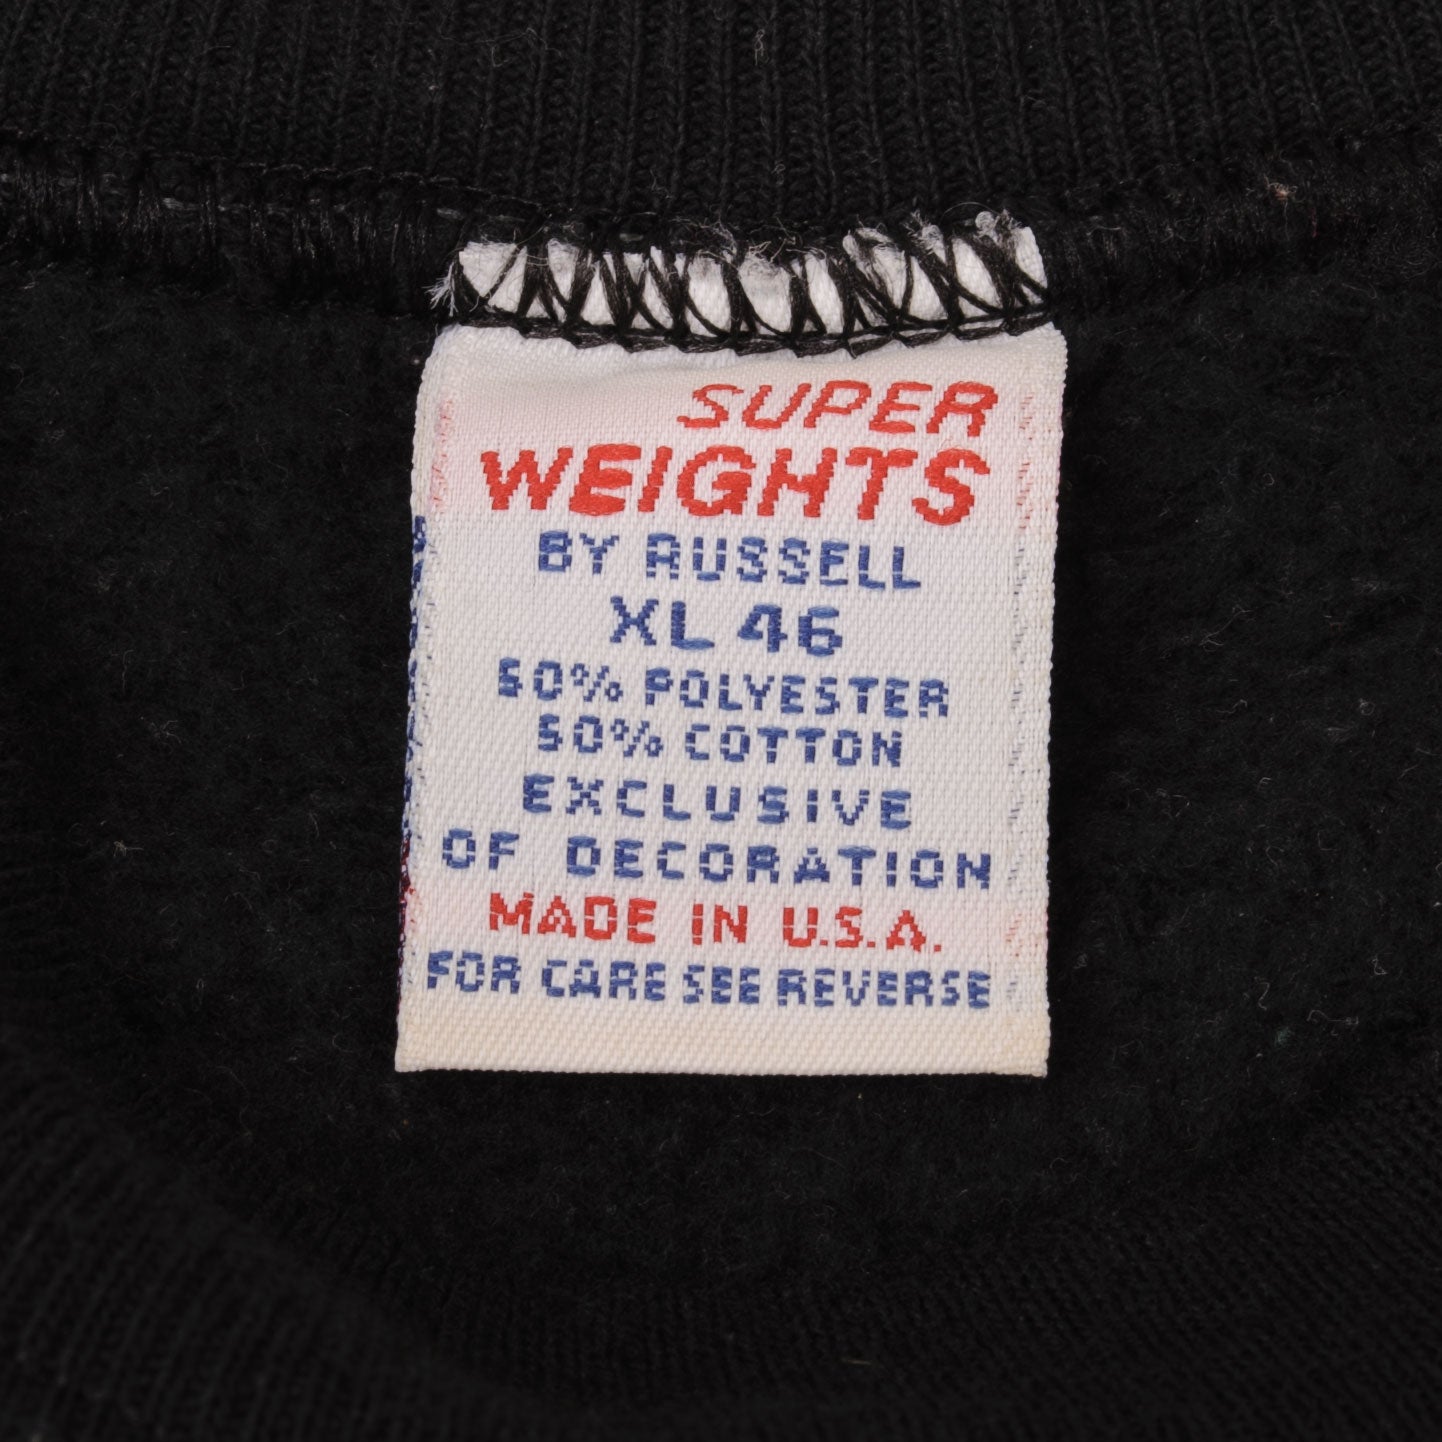 SUPER
WEIGHTS
BY RUSSELL
XL 46
50% POLYESTER
50% COTTON
EXCLUSIVE
OF DECORATION
MADE IN U.S.A.
FOR CARE SEE REVERSE